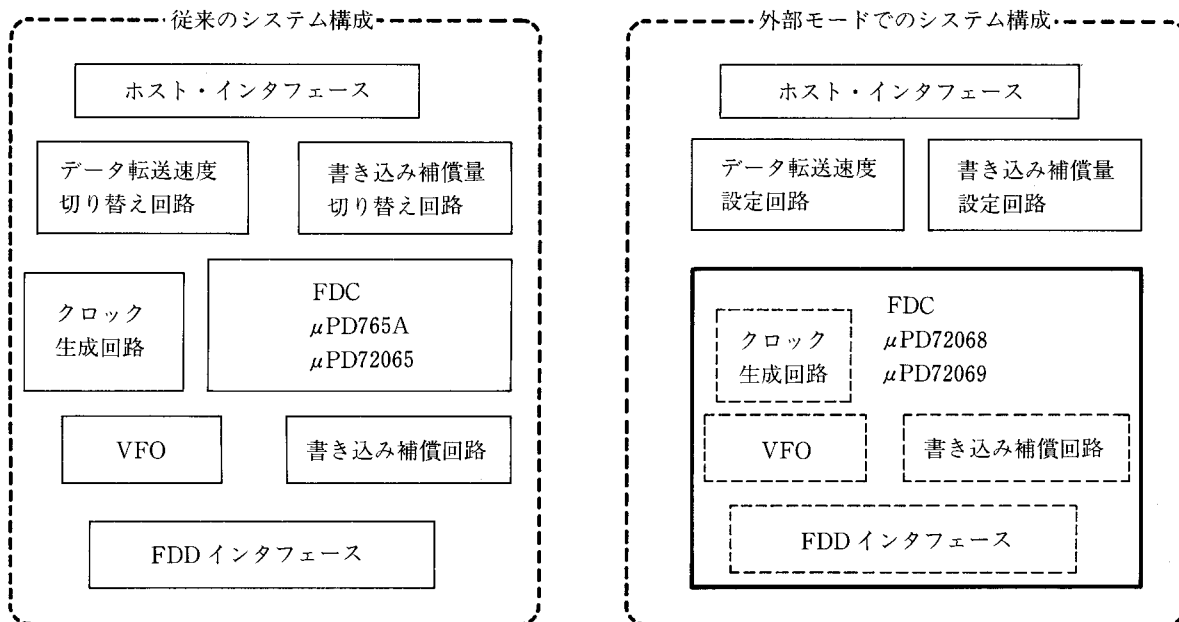 従来のシステム構成
ホスト・インタフェース
データ転送速度
切り替え回路
書き込み補償量
切り替え回路
クロック
生成回路
FDC
μPD765A
μPD72065
VFO
書き込み補償回路
FDDインタフェース
外部モードでのシステム構成
ホスト・インタフェース
データ転送速度
設定回路
書き込み補償量
設定回路
クロック
生成回路
FDC
μPD72068
μPD72069
VFO
書き込み補償回路
FDDインタフェース